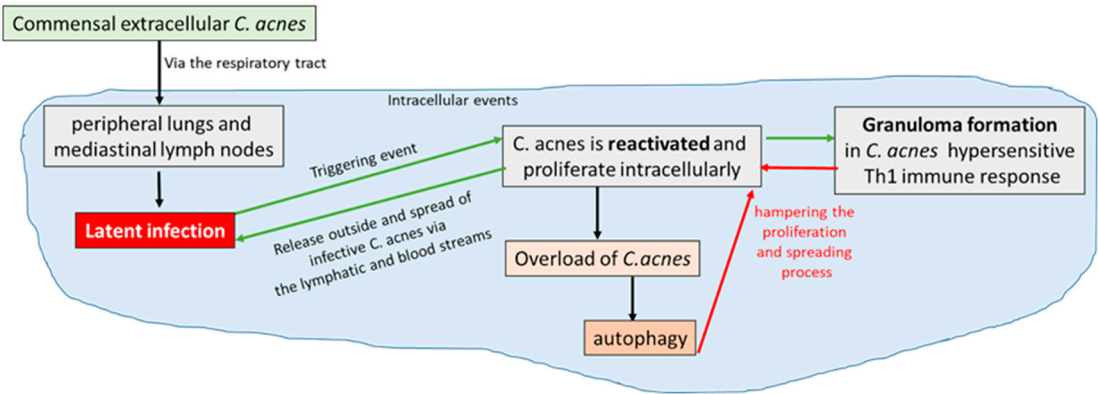 Commensal extracellular C. acnes
Via the respiratory tract
Intracellular events
peripheral lungs and
mediastinal lymph nodes
Triggering event
C. acnes is reactivated and
proliferate intracellularly
Granuloma formation
in C. acnes hypersensitive
Th1 immune response
Latent infection
Release outside and spread of
infective C. acnes via
the lymphatic and blood streams
hampering the
proliferation
and spreading
process
Overload of C.acnes
autophagy